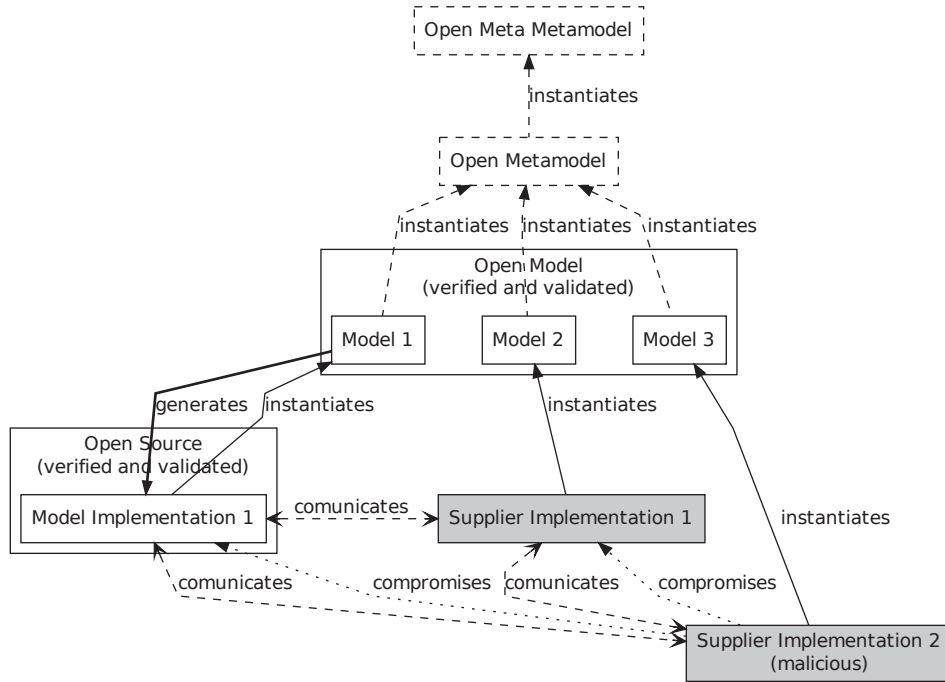 Open Meta Metamodel
instantiates
Open Metamodel
instantiates
instantiates
instantiates
Open Model
(verified and validated)
Model 1
Model 2
Model 3
generates
instantiates
instantiates
Open Source
(verified and validated)
Model Implementation 1
comunicates
Supplier Implementation 1
instantiates
comunicates
compromises
comunicates
compromises
Supplier Implementation 2
(malicious)